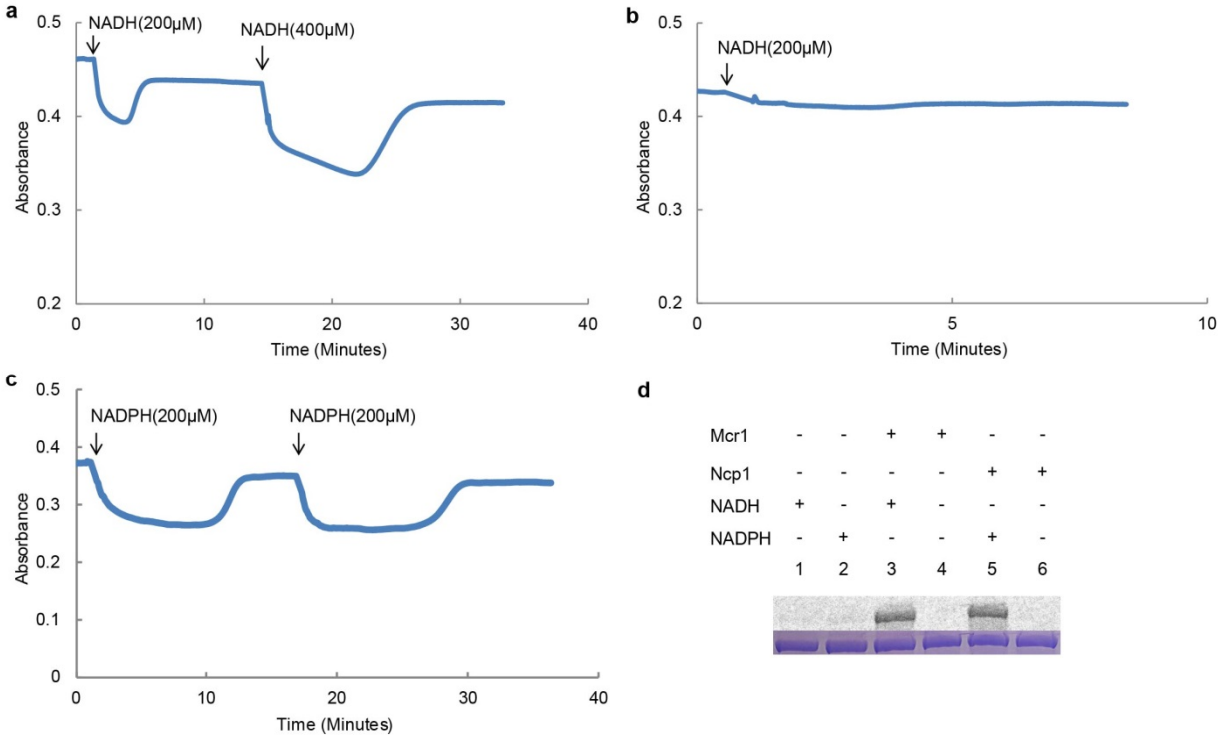 a
0.5
NADH(200µM)
NADH(400µM)
0.4
0.3
0.2
Absorbance
0
10
20
30
40
Time (Minutes)
b
0.5
NADH(200µM)
0.4
0.3
0.2
Absorbance
0
5
10
Time (Minutes)
c
0.5
NADPH(200µM)
NADPH(200µM)
0.4
0.3
0.2
0.1
0
Absorbance
0
10
20
30
40
Time (Minutes)
d
Mcr1 - - + + - -
Ncp1 - - - - + +
NADH + - + - - -
NADPH - + - - + -
1 2 3 4 5 6